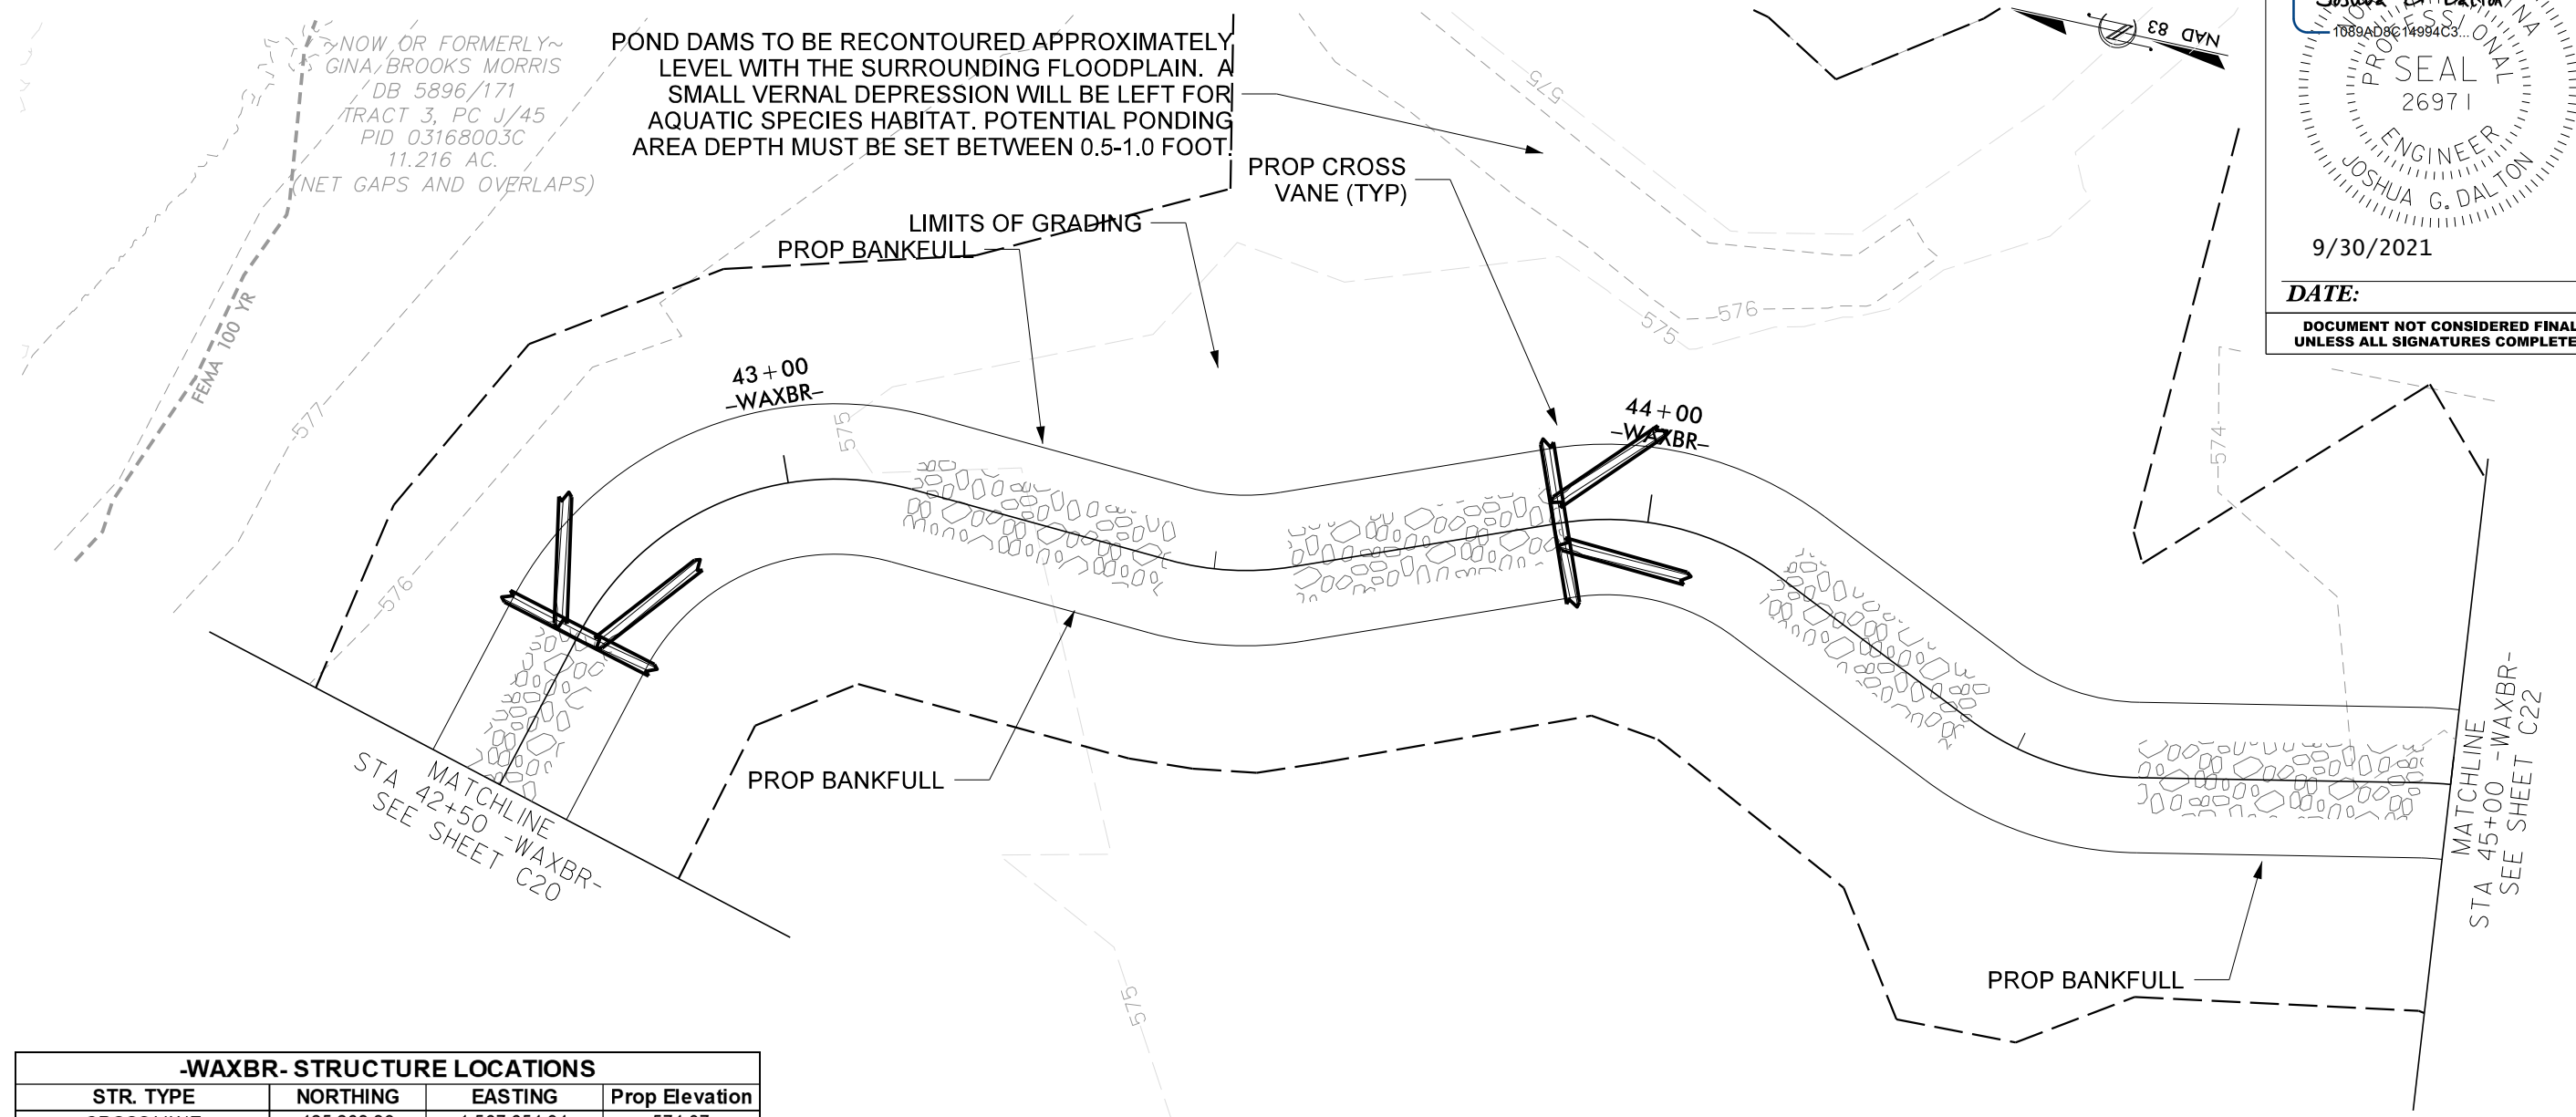 ~NOW OR FORMERLY~
GINA BROOKS MORRIS
DB 5896/171
TRACT 3, PC J/45
PID 03168003C
11.216 AC.
(NET GAPS AND OVERLAPS)
POND DAMS TO BE RECONTOURED APPROXIMATELY
LEVEL WITH THE SURROUNDING FLOODPLAIN. A
SMALL VERNAL DEPRESSION WILL BE LEFT FOR
AQUATIC SPECIES HABITAT. POTENTIAL PONDING
AREA DEPTH MUST BE SET BETWEEN 0.5-1.0 FOOT.
PROP CROSS
VANE (TYP)
LIMITS OF GRADING
PROP BANKFULL
575
576
575
NAD 83
1089AD8C14994C3...
SEAL
26971
ENGINEER
JOSHUA G. DALTON
9/30/2021
DATE:
DOCUMENT NOT CONSIDERED FINAL
UNLESS ALL SIGNATURES COMPLETE
FEMA 100 YR
577
576
43+00
-WAXBR-
575
44+00
-WAXBR-
574
PROP BANKFULL
MATCHLINE
STA 42+50 -WAXBR-
SEE SHEET C20
MATCHLINE
STA 45+00 -WAXBR-
SEE SHEET C22
PROP BANKFULL
575
-WAXBR- STRUCTURE LOCATIONS
STR. TYPE NORTHING EASTING Prop Elevation